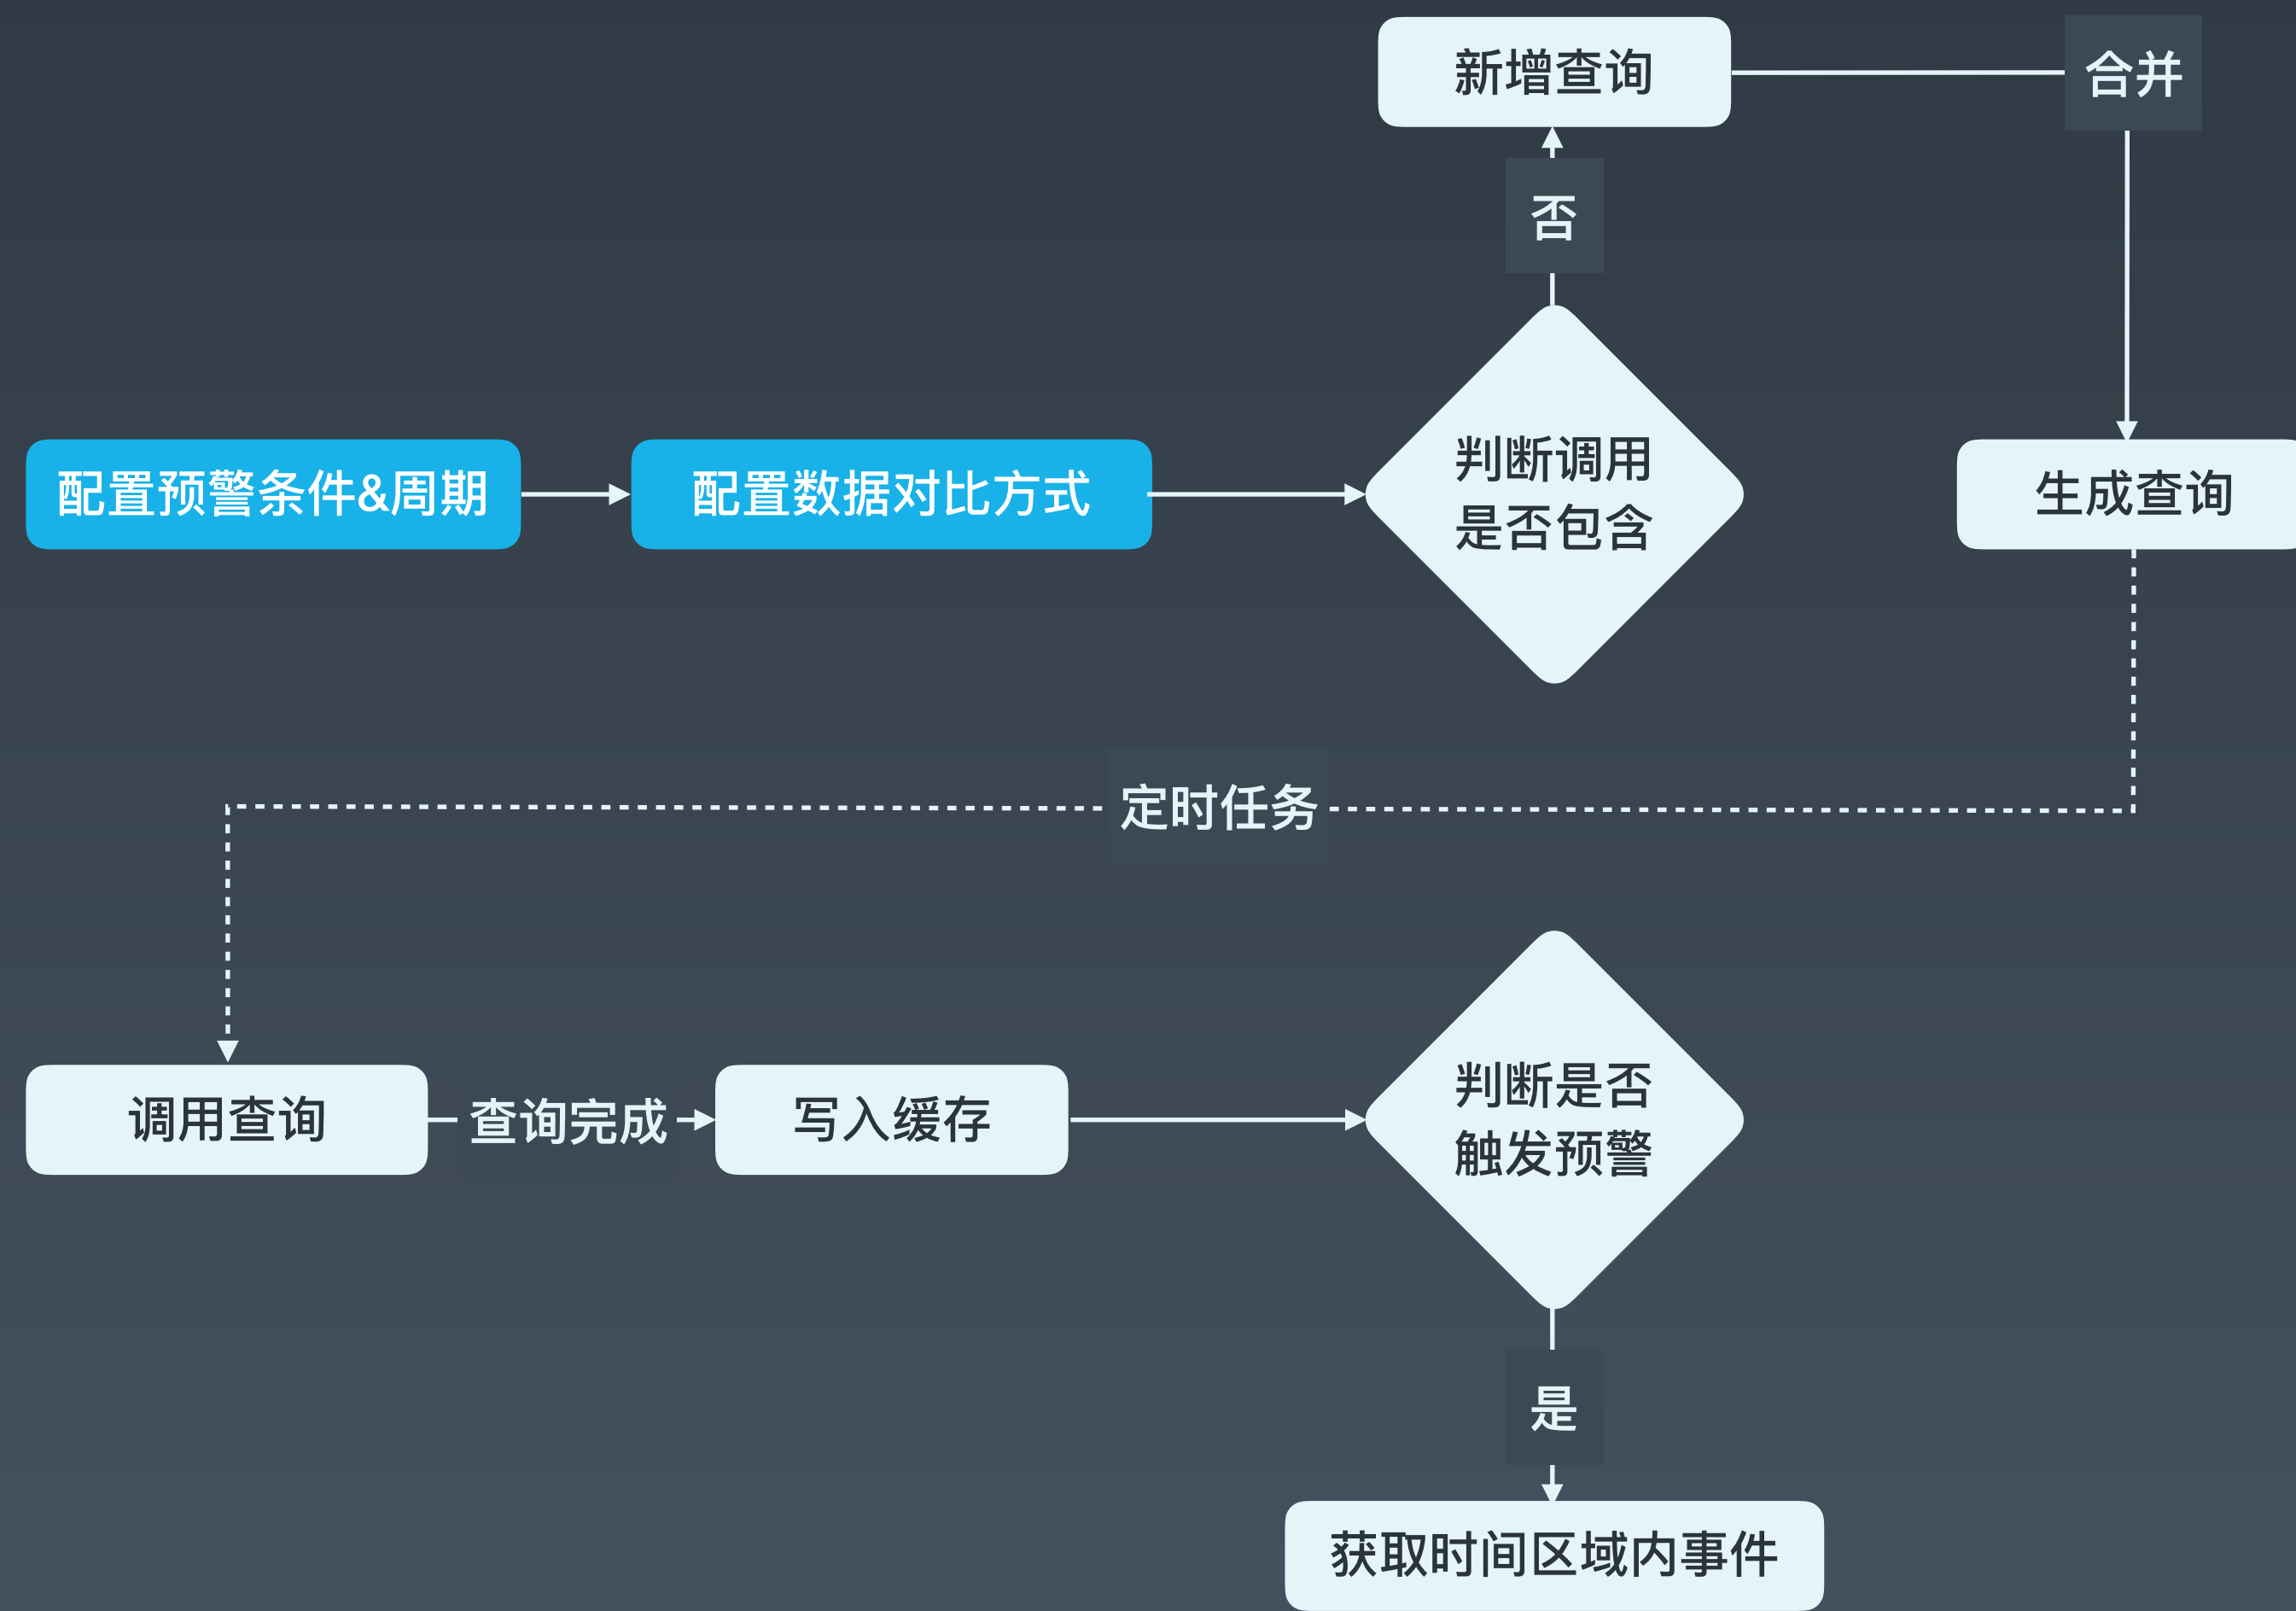 新增查询
合并
否
配置预警条件&周期
配置数据对比方式
判断调用
是否包含
生成查询
定时任务
调用查询
查询完成
写入缓存
判断是否
触发预警
是
获取时间区域内事件